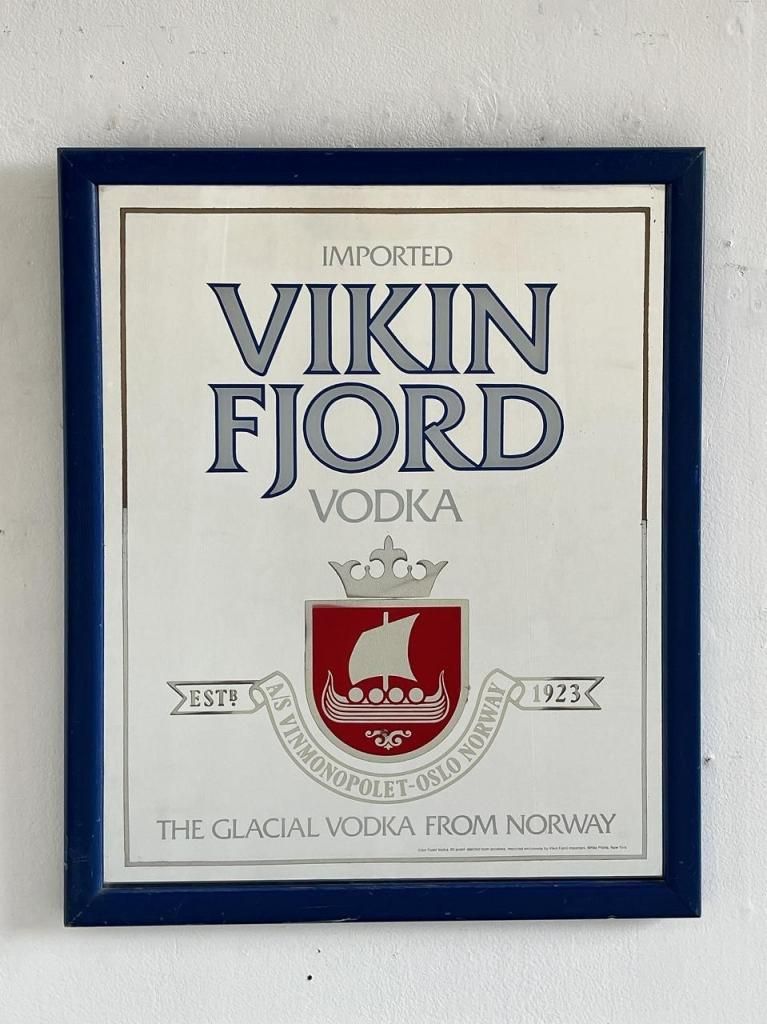 IMPORTED
VIKIN
FJORD
VODKA
ESTB.
A/S VINMONOPOLET-OSLO NORWAY
1923
THE GLACIAL VODKA FROM NORWAY